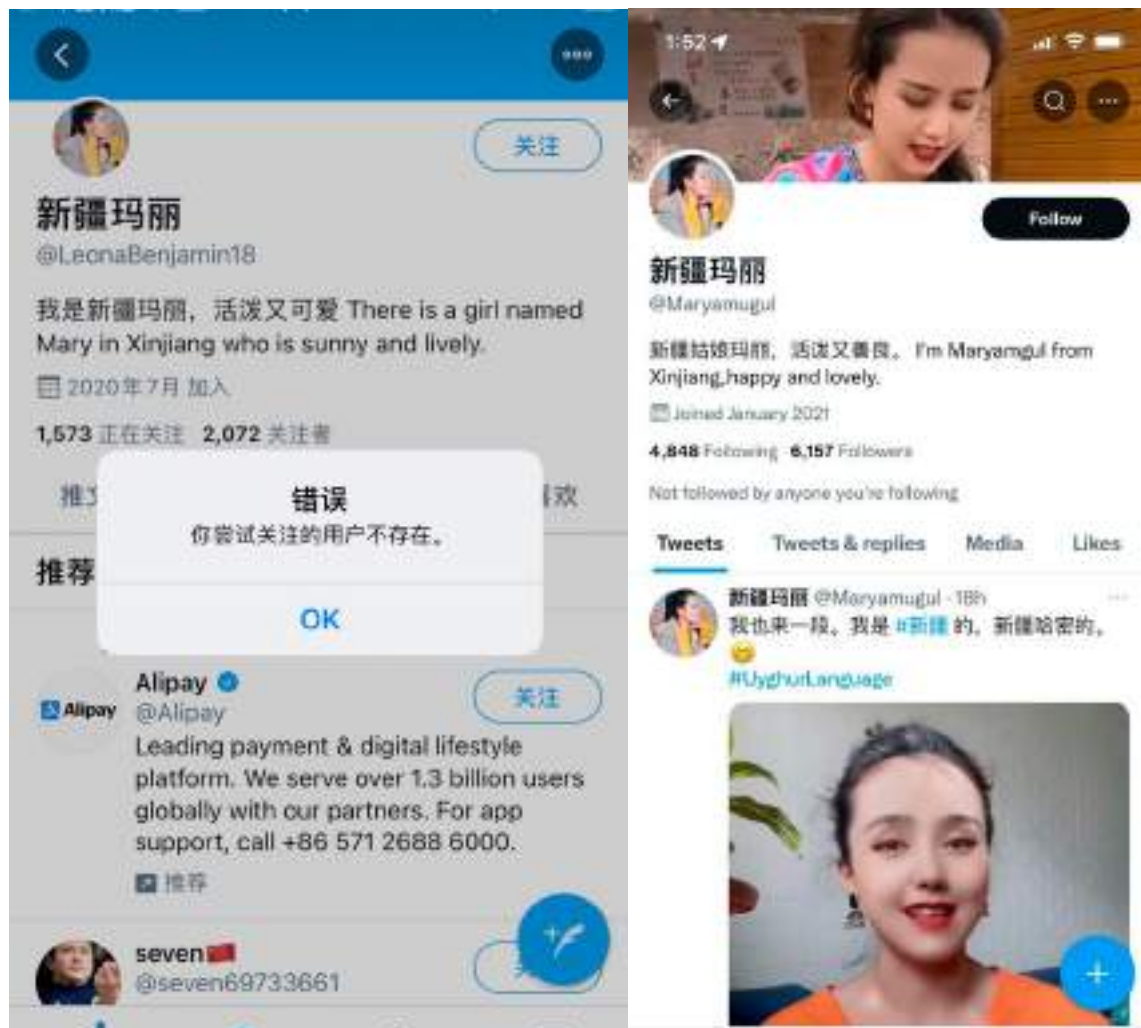 关注
新疆玛丽
@LeonaBenjamin18
我是新疆玛丽，活泼又可爱 There is a girl named
Mary in Xinjiang who is sunny and lively.
2020年7月 加入
1,573 正在关注 2,072 关注者
推文
喜欢
错误
你尝试关注的用户不存在。
推荐
OK
Alipay
Alipay
@Alipay
关注
Leading payment & digital lifestyle
platform. We serve over 1.3 billion users
globally with our partners. For app
support, call +86 571 2688 6000.
推荐
seven
@seven69733661
1:52
Follow
新疆玛丽
@Maryamugul
新疆姑娘玛丽，活泼又善良。 I'm Maryamgul from
Xinjiang,happy and lovely.
Joined January 2021
4,848 Following 6,157 Followers
Not followed by anyone you're following
Tweets Tweets & replies Media Likes
新疆玛丽 @Maryamugul · 18h
我也来一段。我是 #新疆 的。新疆哈密的。
#UyghurLanguage